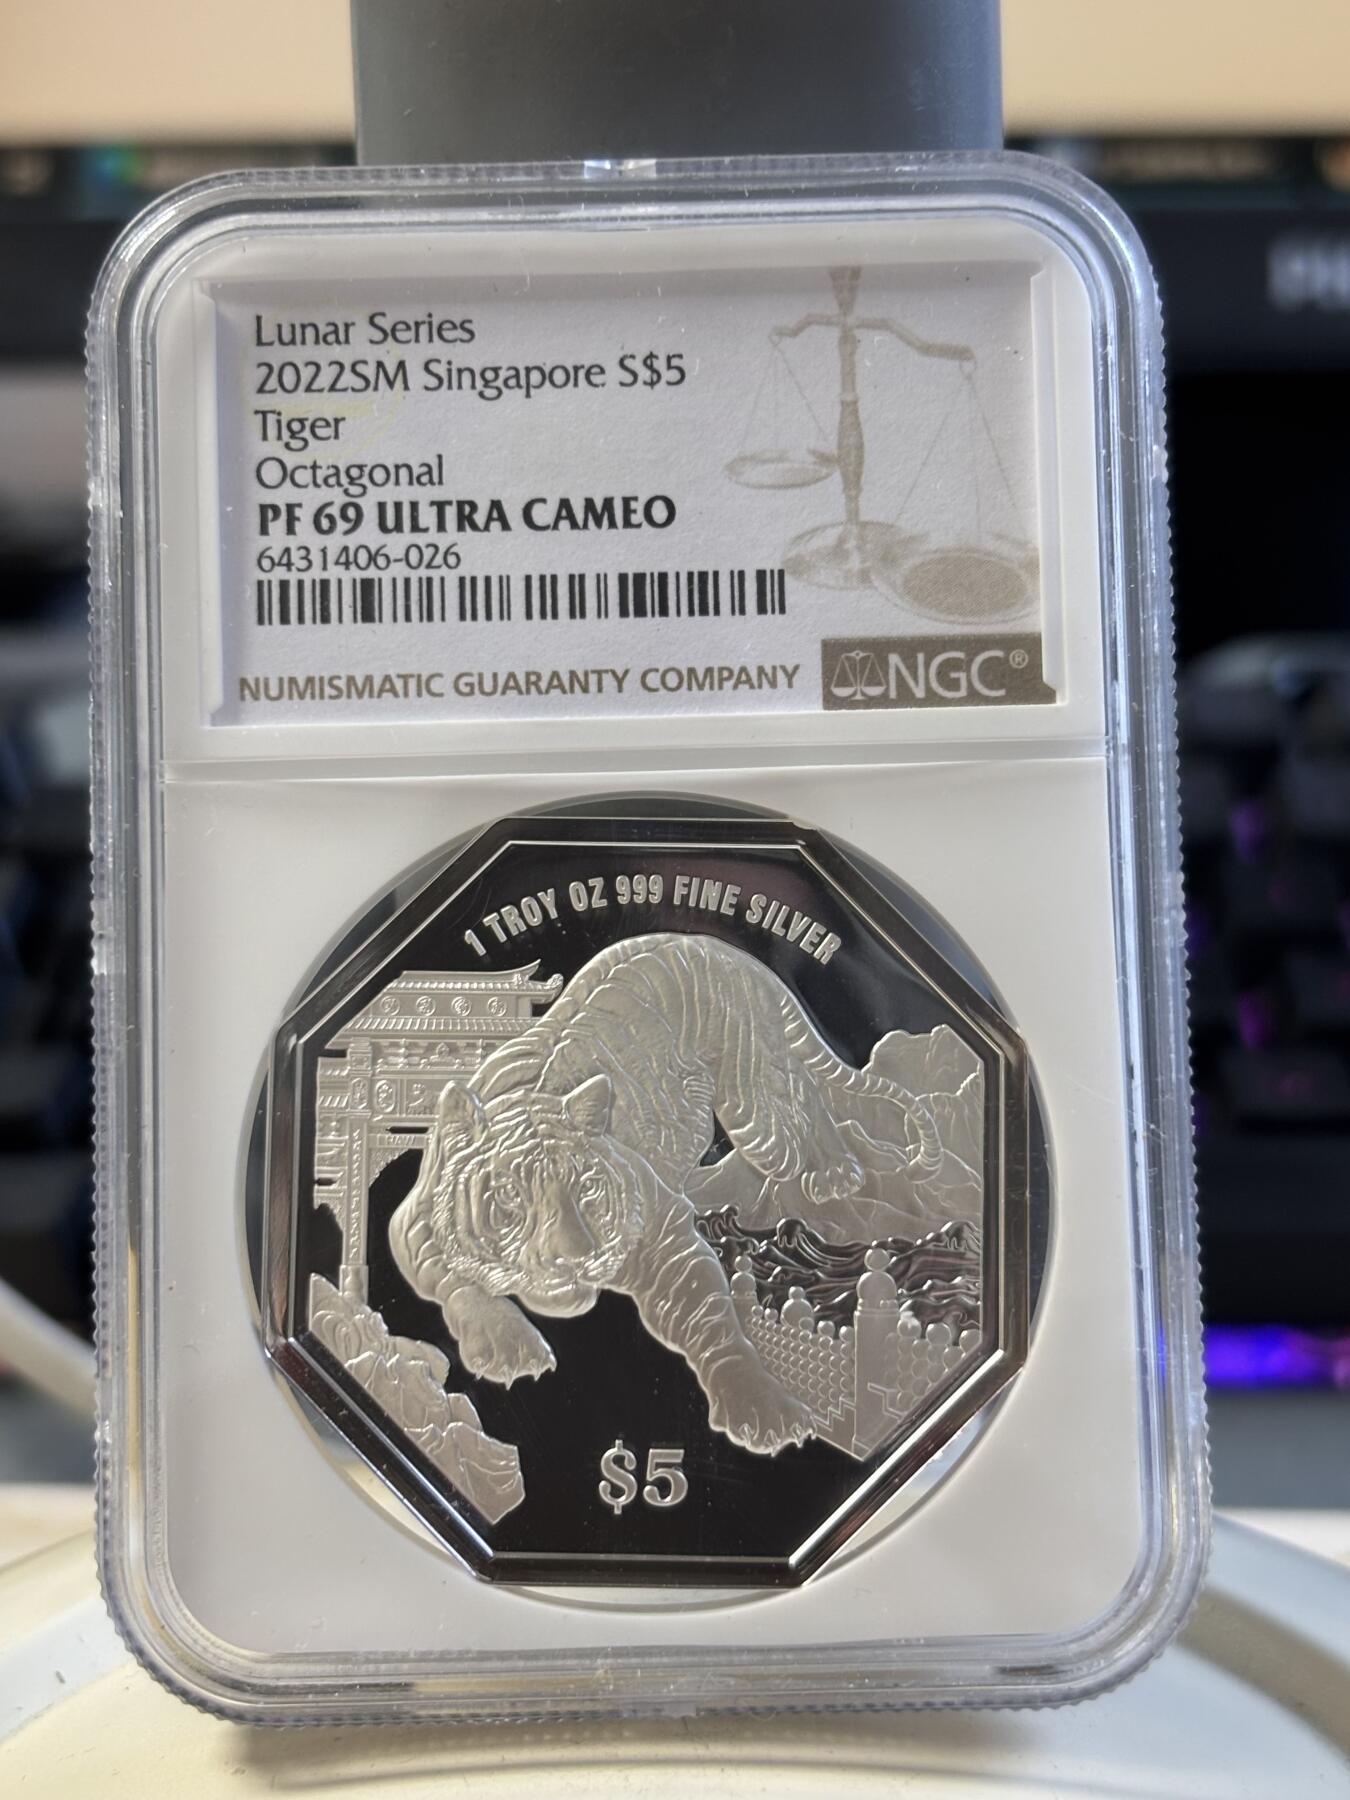 Lunar Series
2022SM Singapore S$5
Tiger
Octagonal
PF 69 ULTRA CAMEO
6431406-026
NUMISMATIC GUARANTY COMPANY
NGC®
1 TROY OZ 999 FINE SILVER
HAW
$5